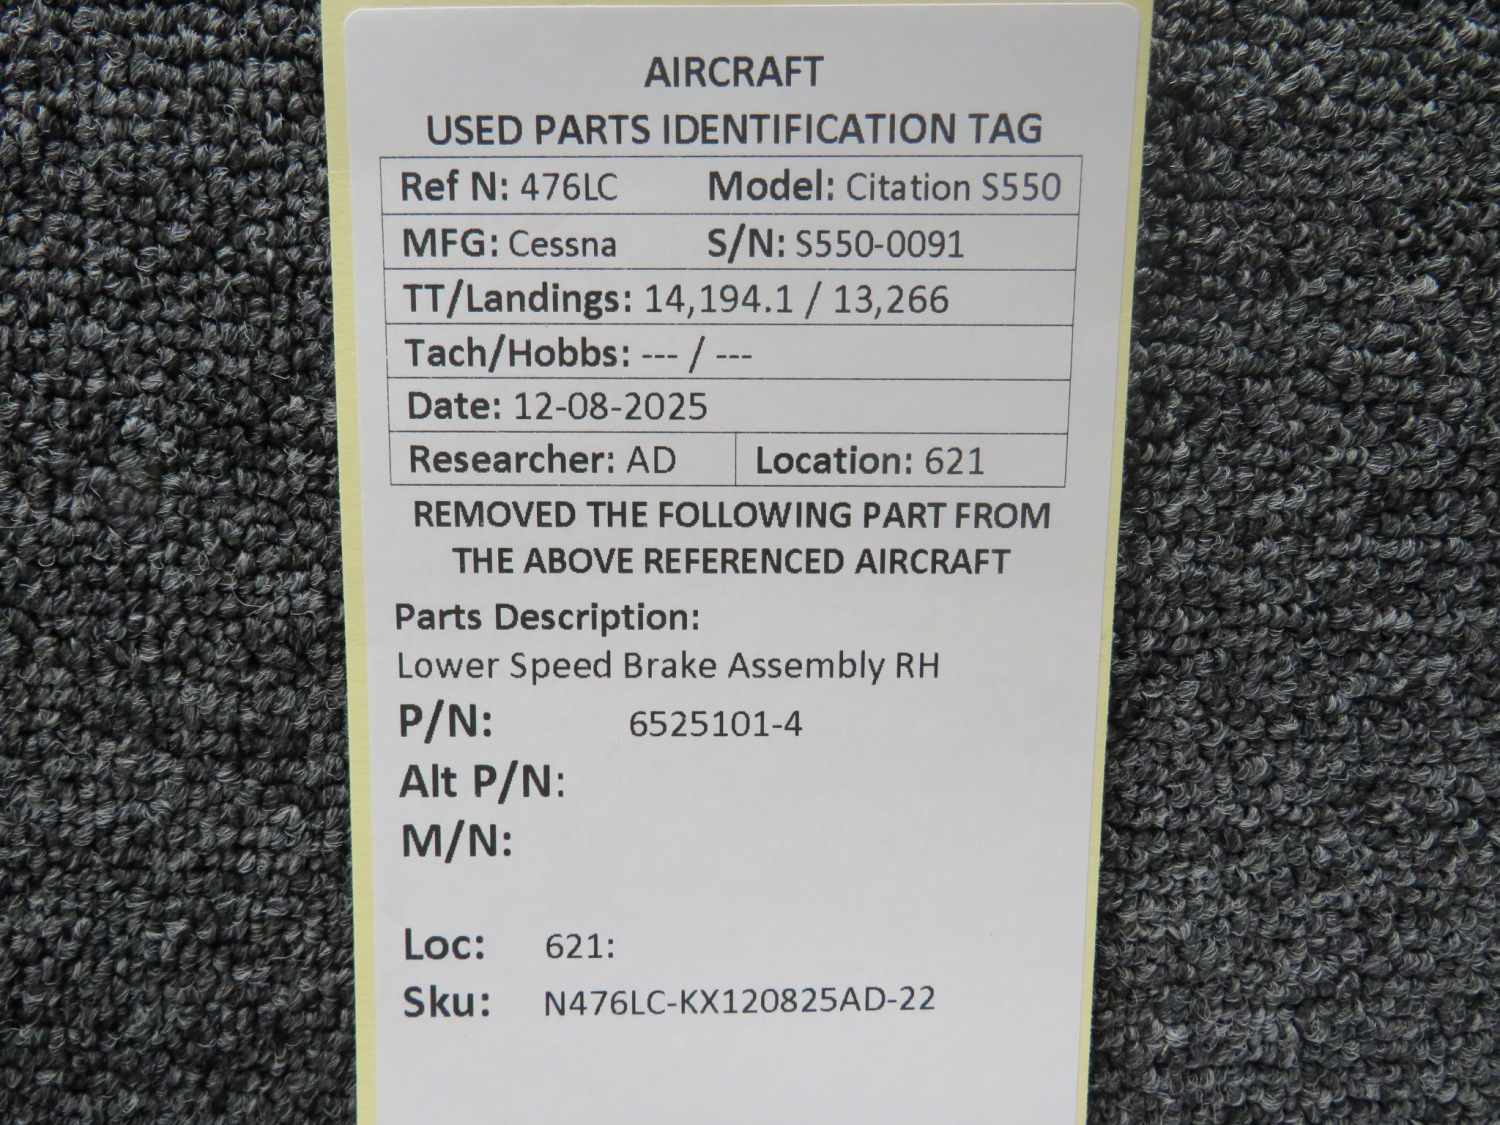 AIRCRAFT
USED PARTS IDENTIFICATION TAG
Ref N: 476LC Model: Citation S550
MFG: Cessna S/N: S550-0091
TT/Landings: 14,194.1 / 13,266
Tach/Hobbs: --- / ---
Date: 12-08-2025
Researcher: AD Location: 621
REMOVED THE FOLLOWING PART FROM
THE ABOVE REFERENCED AIRCRAFT
Parts Description:
Lower Speed Brake Assembly RH
P/N: 6525101-4
Alt P/N:
M/N:
Loc: 621:
Sku: N476LC-KX120825AD-22